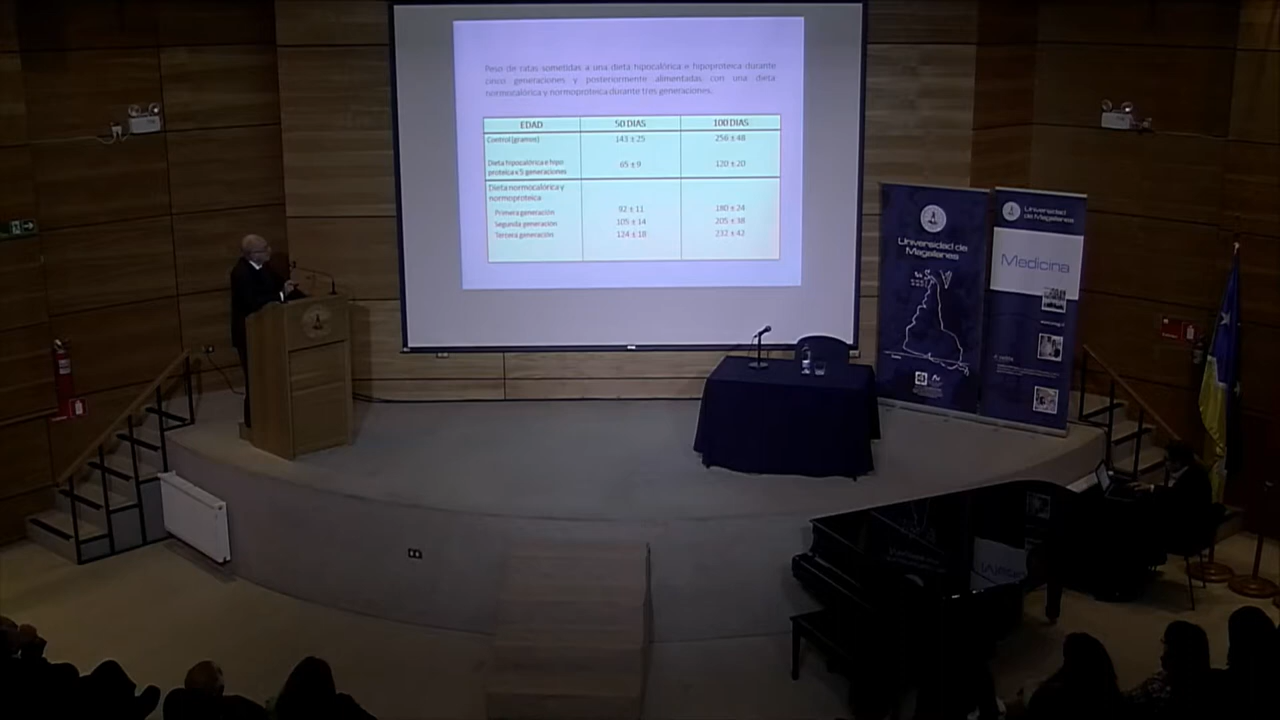 Peso de ratas sometidas a una dieta hipocalórica e hipoproteica durante
cinco generaciones y posteriormente alimentadas con una dieta
normocalórica y normoproteica durante tres generaciones.
EDAD 50 DIAS 100 DIAS
Control (gramos) 143 ± 25 256 ± 48
Dieta hipocalórica e hipo
proteica x 5 generaciones 65 ± 9 120 ± 20
Dieta normocalórica y
normoproteica
Primera generación 92 ± 11 180 ± 24
Segunda generación 105 ± 14 205 ± 38
Tercera generación 124 ± 18 232 ± 42
Universidad de
Magallanes
Universidad
de Magallanes
Medicina